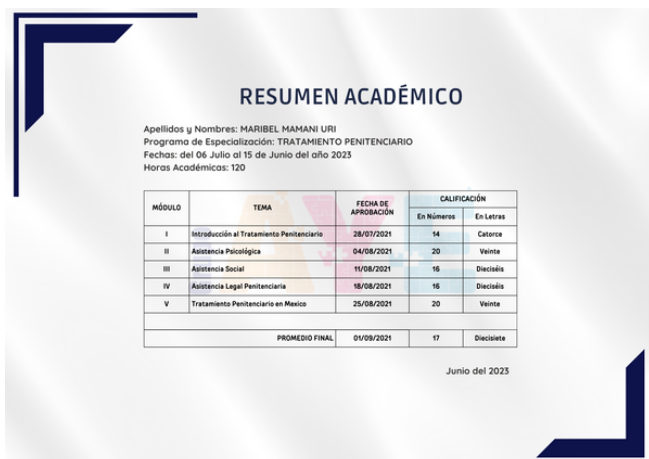 RESUMEN ACADÉMICO
Apellidos y Nombres: MARIBEL MAMANI URI
Programa de Especialización: TRATAMIENTO PENITENCIARIO
Fechas: del 06 Julio al 15 de Junio del año 2023
Horas Académicas: 120
MÓDULO TEMA FECHA DE APROBACIÓN CALIFICACIÓN
En Números En Letras
I Introducción al Tratamiento Penitenciario 28/07/2021 14 Catorce
II Asistencia Psicológica 04/08/2021 20 Veinte
III Asistencia Social 11/08/2021 16 Dieciséis
IV Asistencia Legal Penitenciaria 18/08/2021 16 Dieciséis
V Tratamiento Penitenciario en Mexico 25/08/2021 20 Veinte
PROMEDIO FINAL 01/09/2021 17 Diecisiete
Junio del 2023